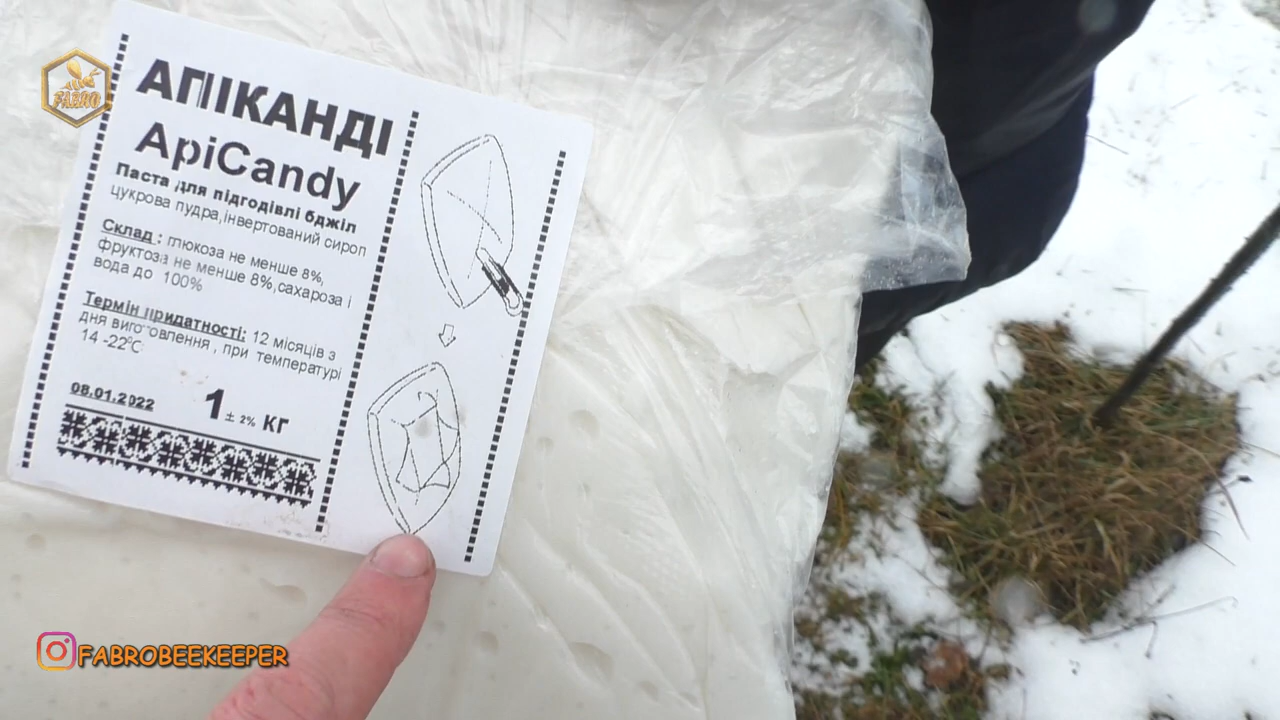 FABRO
АПІКАНДІ
ApiCandy
Паста для підгодівлі бджіл
цукрова пудра,інвертований сироп
Склад : глюкоза не менше 8%,
фруктоза не менше 8%,сахароза і
вода до 100%
Термін придатності: 12 місяців з
дня виготовлення , при температурі
14 -22°C
08.01.2022
1 ± 2% кг
FABROBEEKEEPER